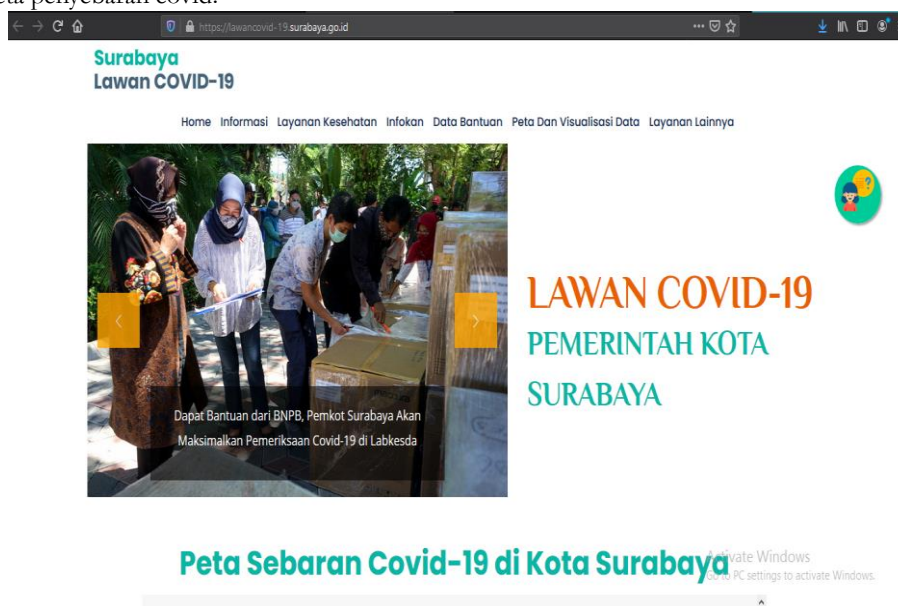 peta penyebaran covid.
https://lawancovid-19.surabaya.go.id
Surabaya
Lawan COVID-19
Home Informasi Layanan Kesehatan Infokan Data Bantuan Peta Dan Visualisasi Data Layanan Lainnya
LAWAN COVID-19
PEMERINTAH KOTA
SURABAYA
Dapat Bantuan dari BNPB, Pemkot Surabaya Akan
Maksimalkan Pemeriksaan Covid-19 di Labkesda
Peta Sebaran Covid-19 di Kota Surabaya
Activate Windows
Go to PC settings to activate Windows.